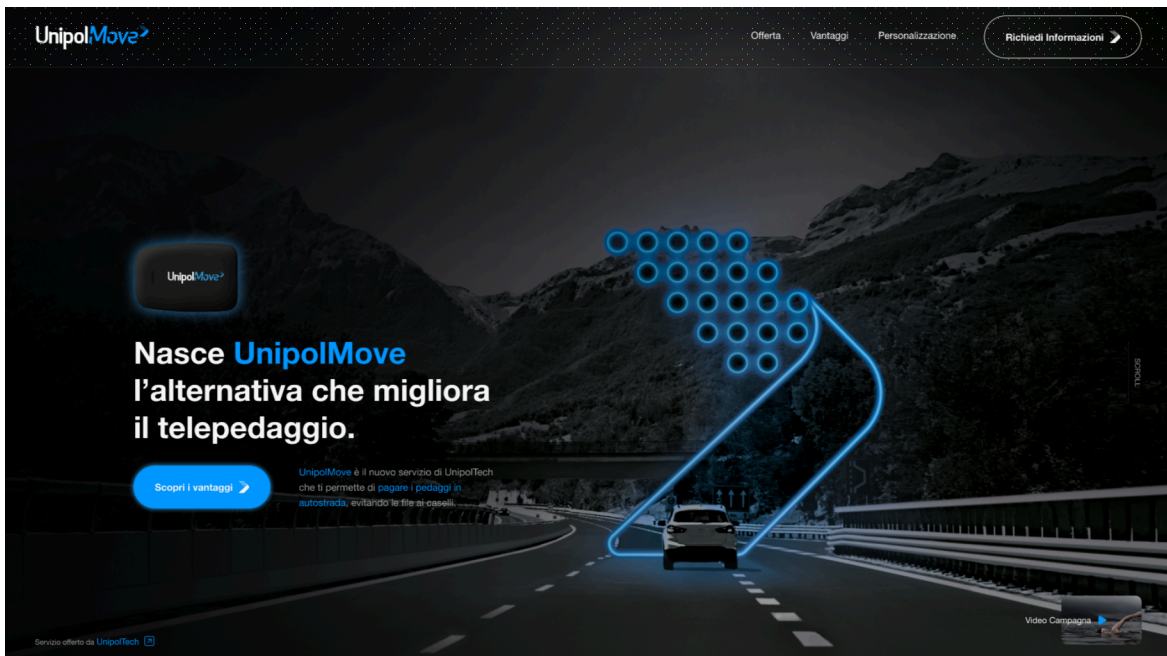 UnipolMove
Offerta
Vantaggi
Personalizzazione
Richiedi Informazioni
UnipolMove
Nasce UnipolMove
l’alternativa che migliora
il telepedaggio.
Scopri i vantaggi
UnipolMove è il nuovo servizio di UnipolTech
che ti permette di pagare i pedaggi in
autostrada, evitando le file ai caselli.
SCROLL
Video Campagna
Servizio offerto da UnipolTech